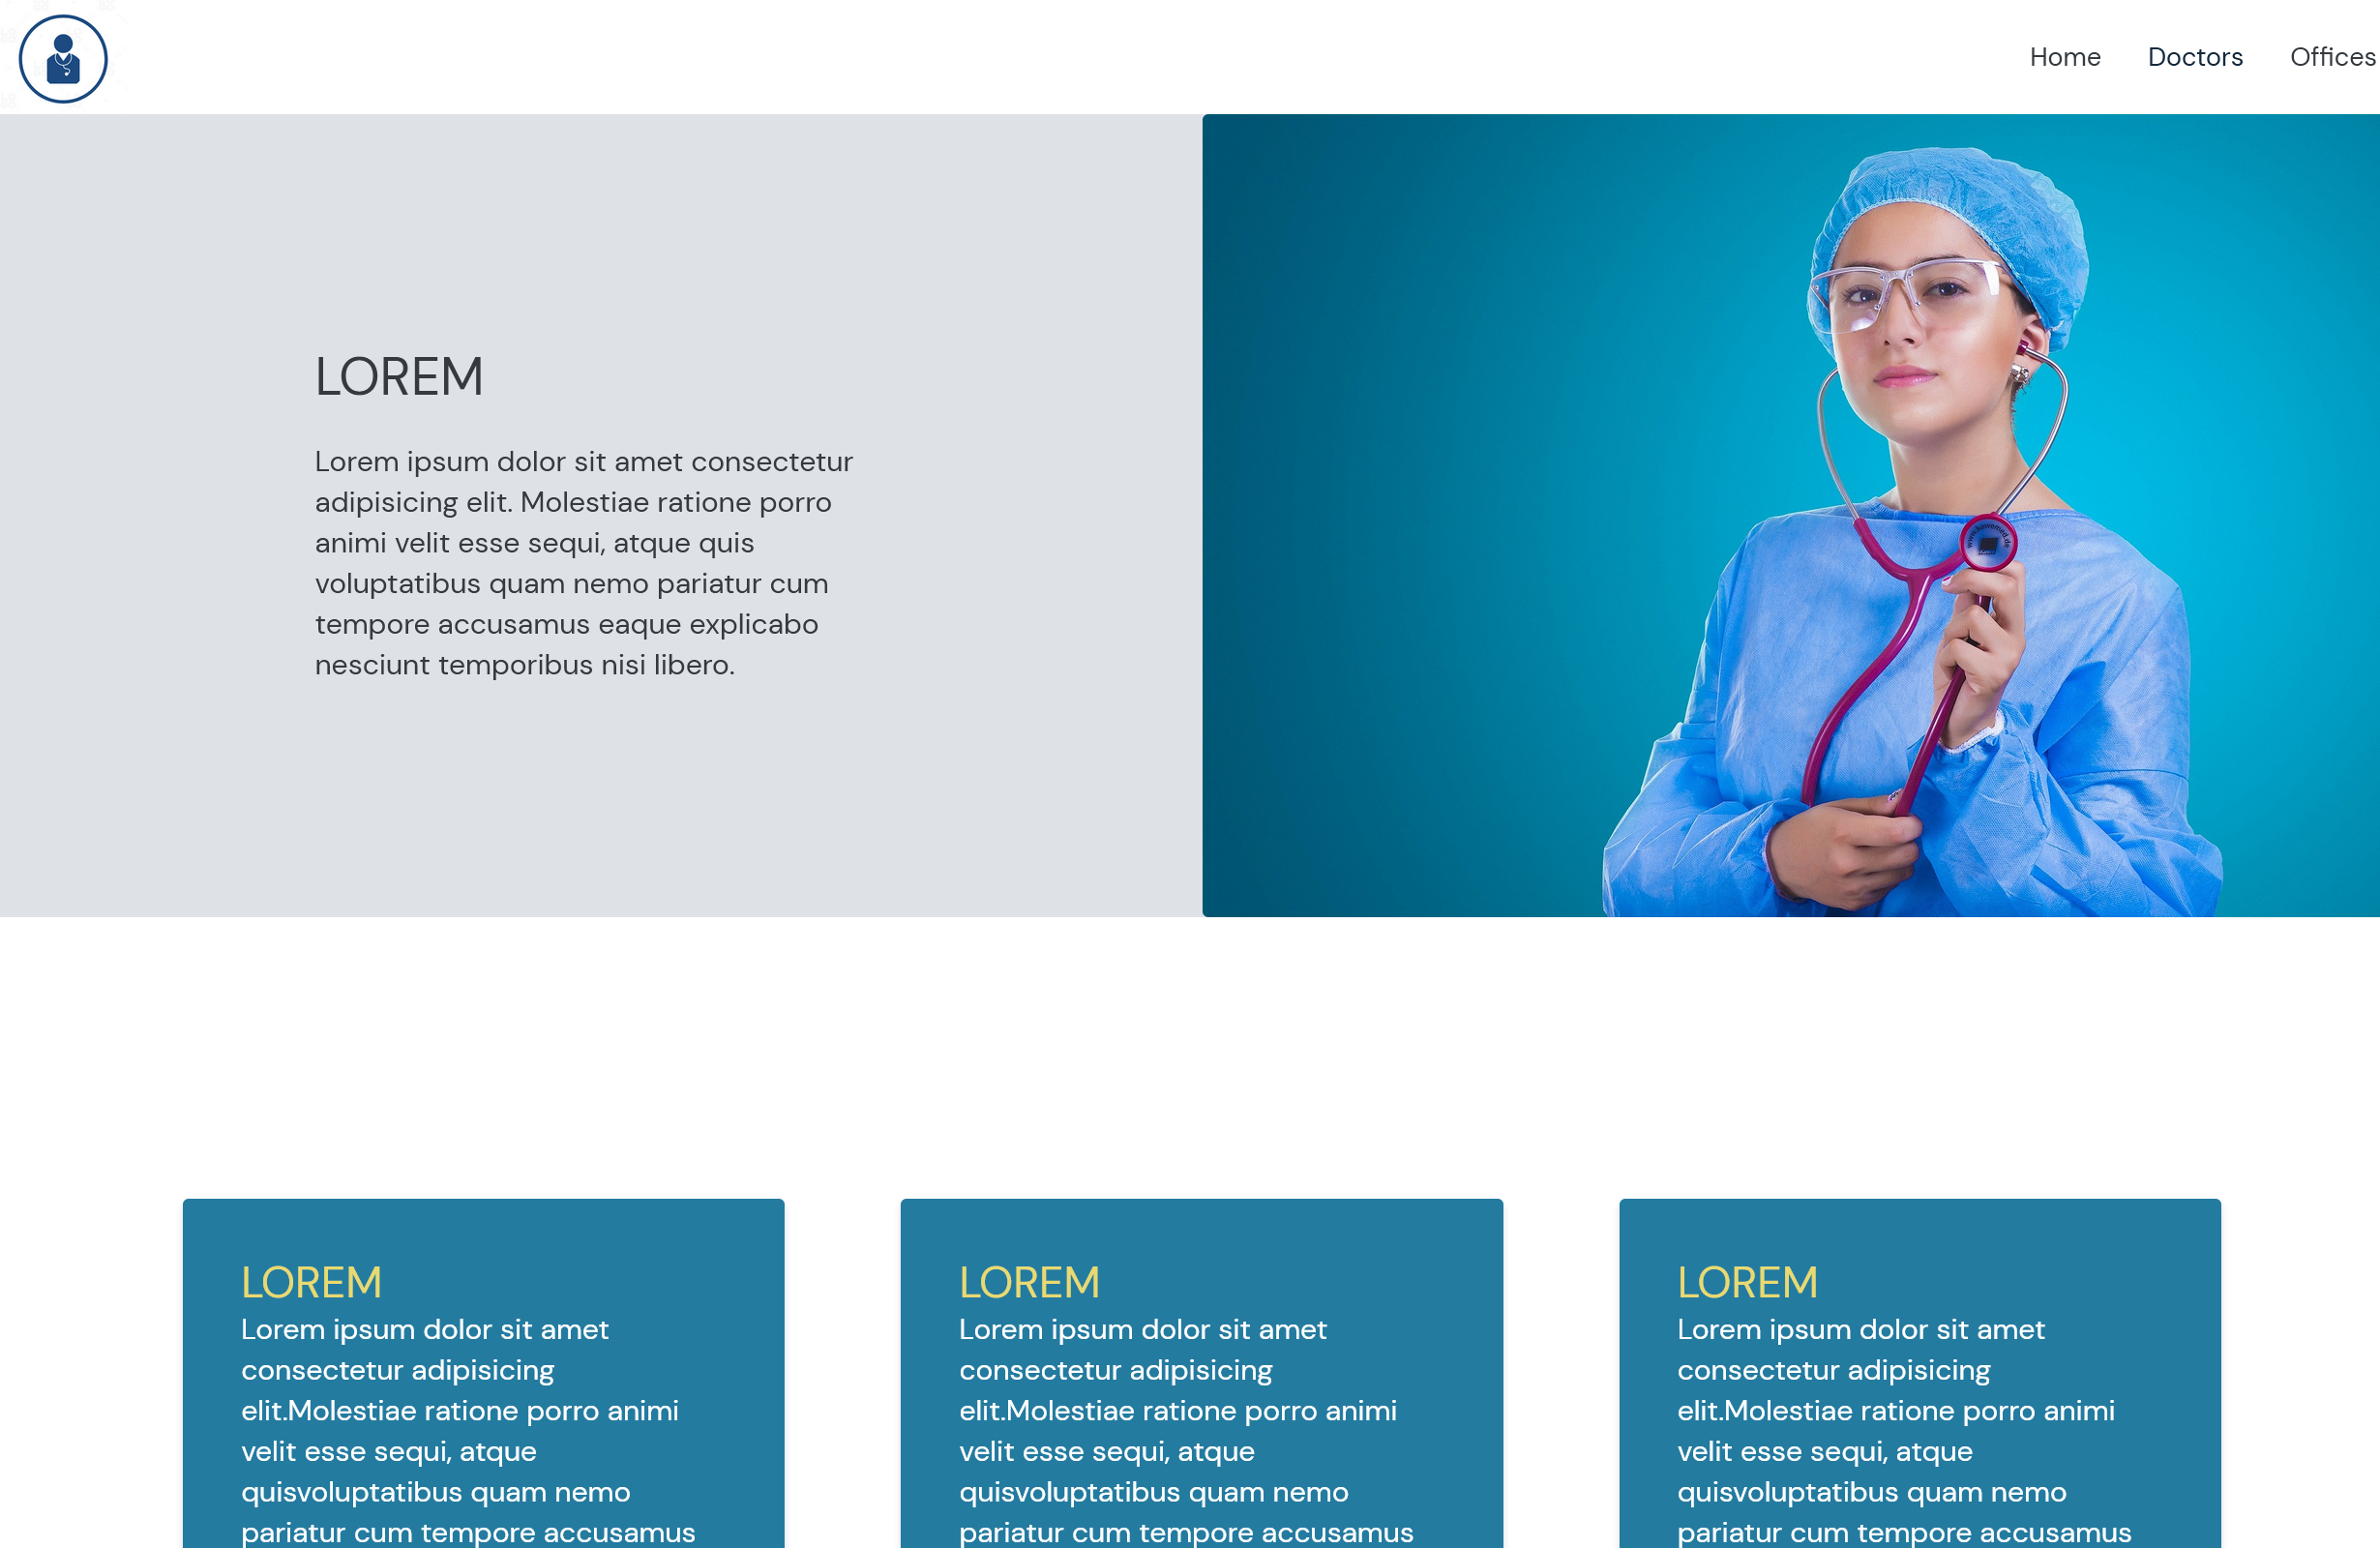 Home Doctors Offices
LOREM
Lorem ipsum dolor sit amet consectetur
adipisicing elit. Molestiae ratione porro
animi velit esse sequi, atque quis
voluptatibus quam nemo pariatur cum
tempore accusamus eaque explicabo
nesciunt temporibus nisi libero.
LOREM
Lorem ipsum dolor sit amet
consectetur adipisicing
elit.Molestiae ratione porro animi
velit esse sequi, atque
quisvoluptatibus quam nemo
pariatur cum tempore accusamus
LOREM
Lorem ipsum dolor sit amet
consectetur adipisicing
elit.Molestiae ratione porro animi
velit esse sequi, atque
quisvoluptatibus quam nemo
pariatur cum tempore accusamus
LOREM
Lorem ipsum dolor sit amet
consectetur adipisicing
elit.Molestiae ratione porro animi
velit esse sequi, atque
quisvoluptatibus quam nemo
pariatur cum tempore accusamus